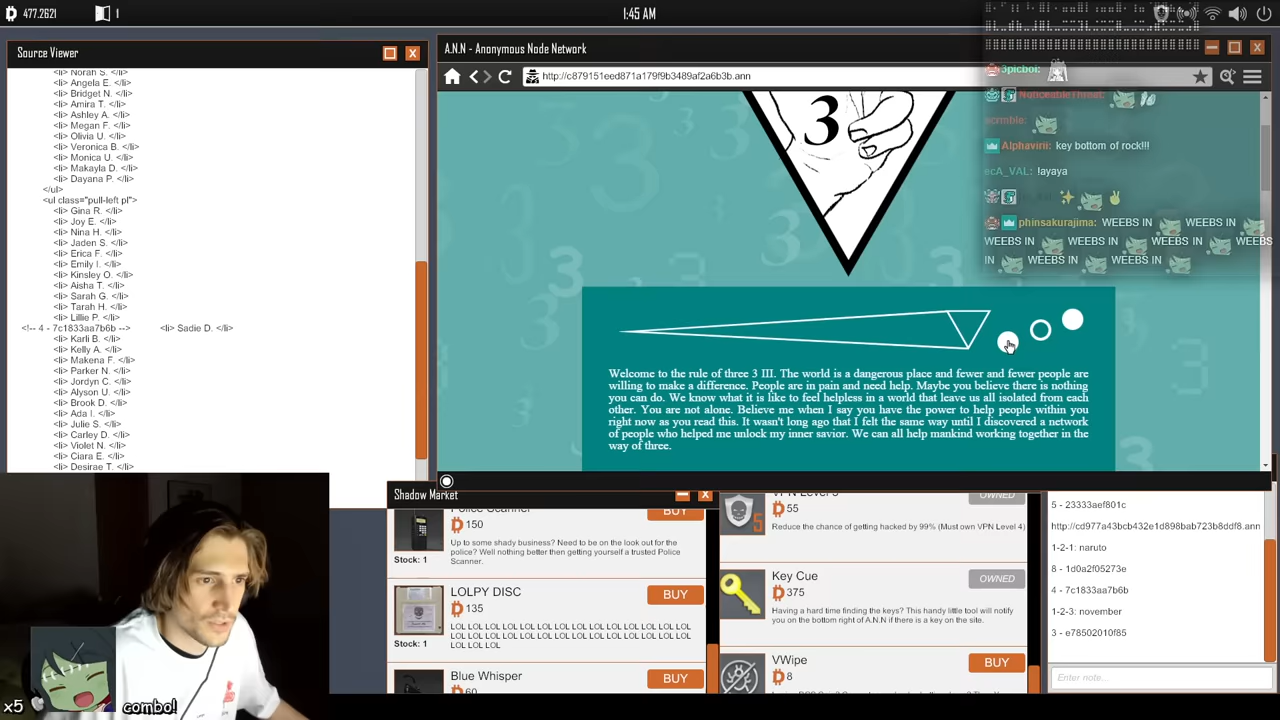 477.2621
1
1:45 AM
Source Viewer
<li> Norah S. </li>
<li> Angela E. </li>
<li> Bridget N. </li>
<li> Amira T. </li>
<li> Ashley A. </li>
<li> Megan F. </li>
<li> Olivia U. </li>
<li> Veronica B. </li>
<li> Monica U. </li>
<li> Makayla D. </li>
<li> Dayana P. </li>
</ul>
<ul class="pull-left pl">
<li> Gina R. </li>
<li> Joy E. </li>
<li> Nina H. </li>
<li> Jaden S. </li>
<li> Erica F. </li>
<li> Emily I. </li>
<li> Kinsley O. </li>
<li> Aisha T. </li>
<li> Sarah G. </li>
<li> Tarah H. </li>
<li> Lillie P. </li>
<!-- 4 - 7c1833aa7b6b --> <li> Sadie D. </li>
<li> Karli B. </li>
<li> Kelly A. </li>
<li> Makena F. </li>
<li> Parker N. </li>
<li> Jordyn C. </li>
<li> Alyson U. </li>
<li> Brook D. </li>
<li> Ada I. </li>
<li> Julie S. </li>
<li> Carley D. </li>
<li> Violet N. </li>
<li> Ciara E. </li>
<li> Desirae T. </li>
A.N.N - Anonymous Node Network
http://c879151eed871a179f9b3489af2a6b3b.ann
3
Welcome to the rule of three 3 III. The world is a dangerous place and fewer and fewer people are
willing to make a difference. People are in pain and need help. Maybe you believe there is nothing
you can do. We know what it is like to feel helpless in a world that leave us all isolated from each
other. You are not alone. Believe me when I say you have the power to help people within you
right now as you read this. It wasn't long ago that I felt the same way until I discovered a network
of people who helped me unlock my inner savior. We can all help mankind working together in the
way of three.
3picboi:
NoticeableThreat:
Alphavirii: key bottom of rock!!!
ecA_VAL: !ayaya
phinsakurajima: WEEBS IN WEEBS IN
WEEBS IN WEEBS IN WEEBS IN WEEBS
IN WEEBS IN WEEBS IN
Shadow Market
Police Scanner
150
BUY
Up to some shady business? Need to be on the look out for the
police? Well nothing better then getting yourself a trusted Police
Scanner.
Stock: 1
LOLPY DISC
135
BUY
LOL LOL LOL LOL LOL LOL LOL LOL LOL LOL LOL LOL LOL
LOL LOL LOL LOL LOL LOL LOL LOL LOL LOL LOL LOL LOL
LOL LOL LOL
Stock: 1
Blue Whisper
60
BUY
5
55
OWNED
Reduce the chance of getting hacked by 99% (Must own VPN Level 4)
Key Cue
375
OWNED
Having a hard time finding the keys? This handy little tool will notify
you on the bottom right of A.N.N if there is a key on the site.
VWipe
8
BUY
5 - 23333aef801c
http://cd977a43bcb432e1d898bab723b8ddf8.ann
1-2-1: naruto
8 - 1d0a2f05273e
4 - 7c1833aa7b6b
1-2-3: november
3 - e78502010f85
Enter note...
x5
combo!